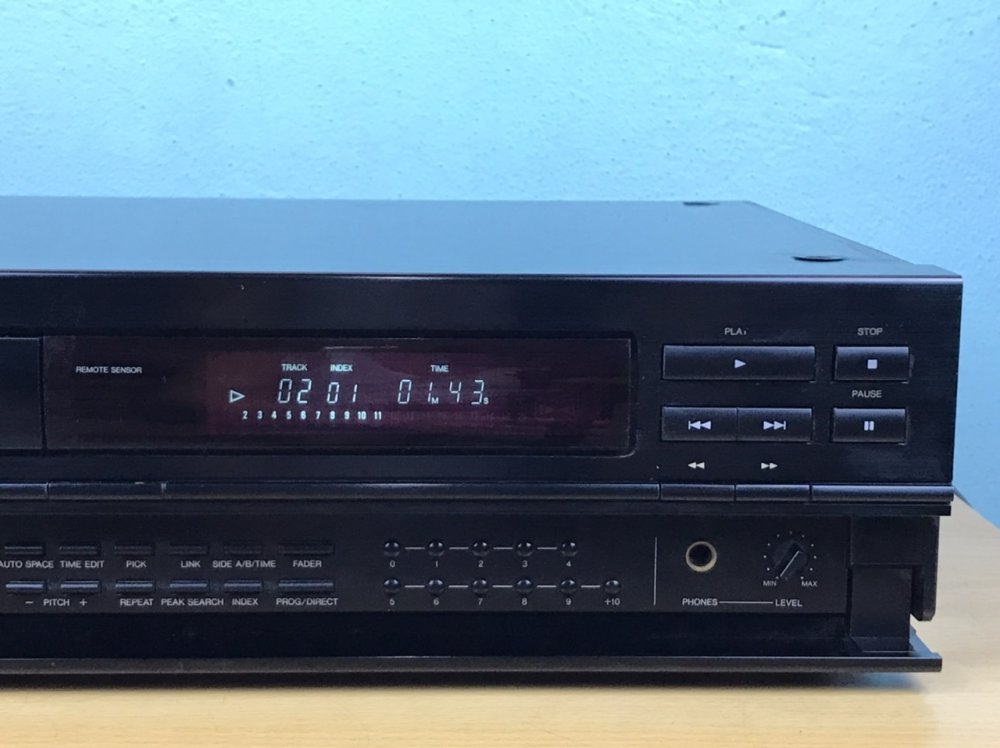 PLAY
STOP
REMOTE SENSOR
TRACK INDEX TIME
02 01 01M 43S
2 3 4 5 6 7 8 9 10 11
PAUSE
AUTO SPACE TIME EDIT PICK LINK SIDE A/B/TIME FADER
0 1 2 3 4
MIN MAX
− PITCH + REPEAT PEAK SEARCH INDEX PROG/DIRECT
5 6 7 8 9 +10
PHONES LEVEL